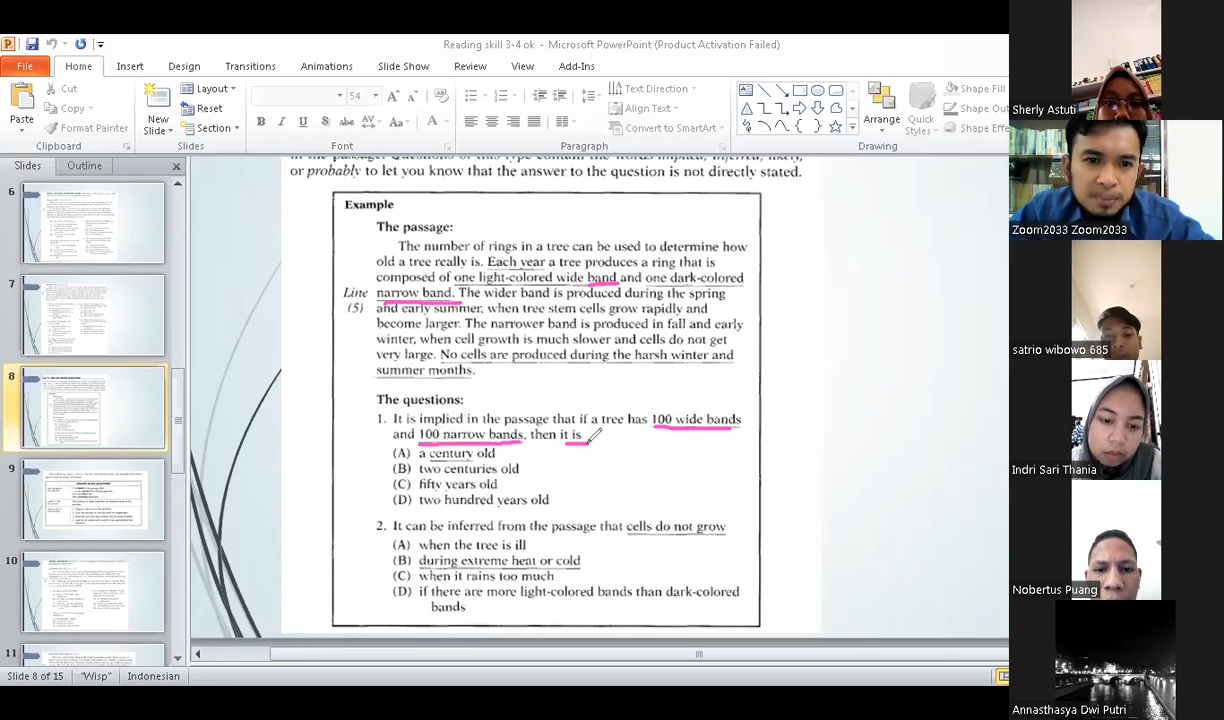 Reading skill 3-4 ok - Microsoft PowerPoint (Product Activation Failed)
File Home Insert Design Transitions Animations Slide Show Review View Add-Ins
Cut
Copy
Format Painter
Paste
Clipboard
New
Slide
Layout
Reset
Section
Slides
54
Font
Text Direction
Align Text
Convert to SmartArt
Paragraph
Arrange
Quick
Styles
Shape Fill
Shape Out
Shape Effe
Drawing
Slides Outline
6
7
8
9
10
11
in the passage. Questions of this type contain the words implied, inferred, likely,
or probably to let you know that the answer to the question is not directly stated.
Example
The passage:
The number of rings in a tree can be used to determine how
old a tree really is. Each year a tree produces a ring that is
composed of one light-colored wide band and one dark-colored
Line narrow band. The wider band is produced during the spring
(5) and early summer, when tree stem cells grow rapidly and
become larger. The narrower band is produced in fall and early
winter, when cell growth is much slower and cells do not get
very large. No cells are produced during the harsh winter and
summer months.
The questions:
1. It is implied in the passage that if a tree has 100 wide bands
and 100 narrow bands, then it is
(A) a century old
(B) two centuries old
(C) fifty years old
(D) two hundred years old
2. It can be inferred from the passage that cells do not grow
(A) when the tree is ill
(B) during extreme heat or cold
(C) when it rains too much
(D) if there are more light-colored bands than dark-colored
bands
Slide 8 of 15 "Wisp" Indonesian
Sherly Astuti
Zoom2033 Zoom2033
satrio wibowo 685
Indri Sari Thania
Nobertus Puang
Annasthasya Dwi Putri